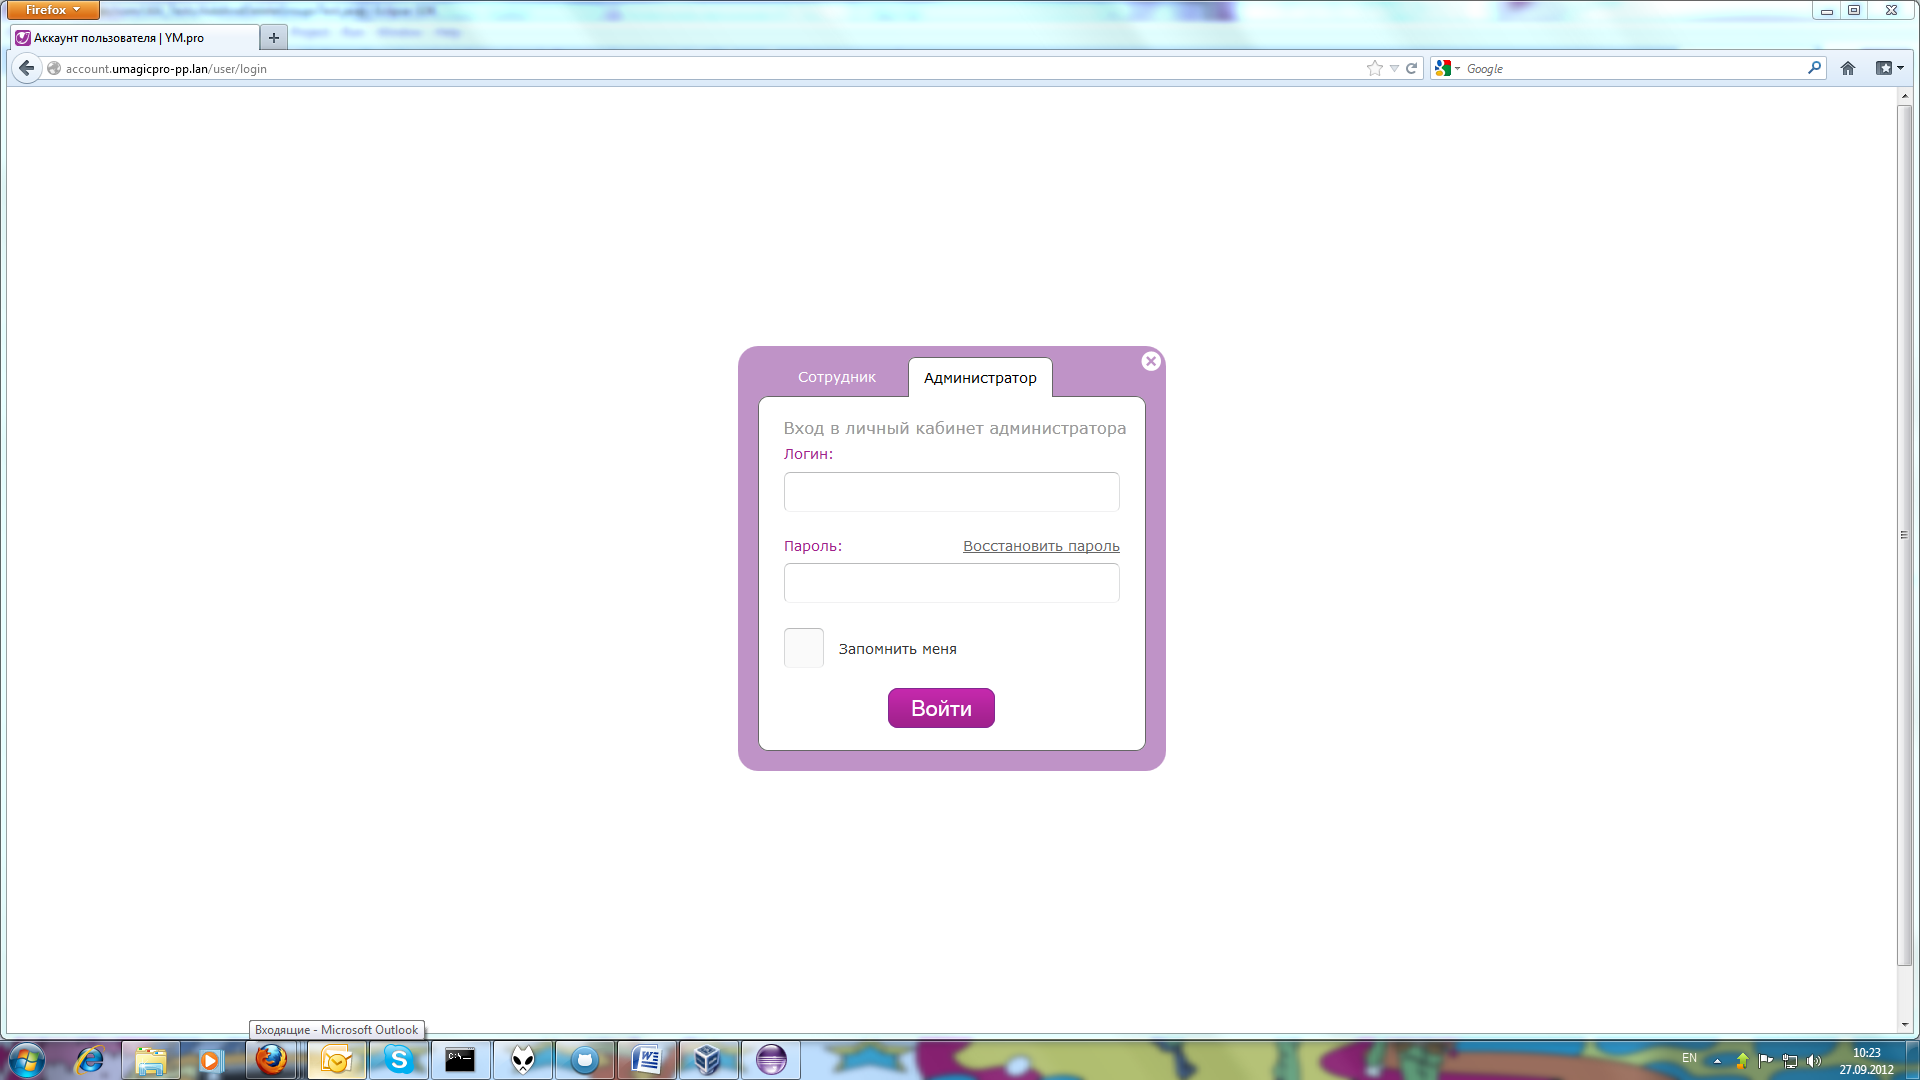 Firefox
Аккаунт пользователя | YM.pro
account.umagicpro-pp.lan/user/login
Google
Сотрудник
Администратор
Вход в личный кабинет администратора
Логин:
Пароль:
Восстановить пароль
Запомнить меня
Войти
Входящие - Microsoft Outlook
EN
10:23
27.09.2012